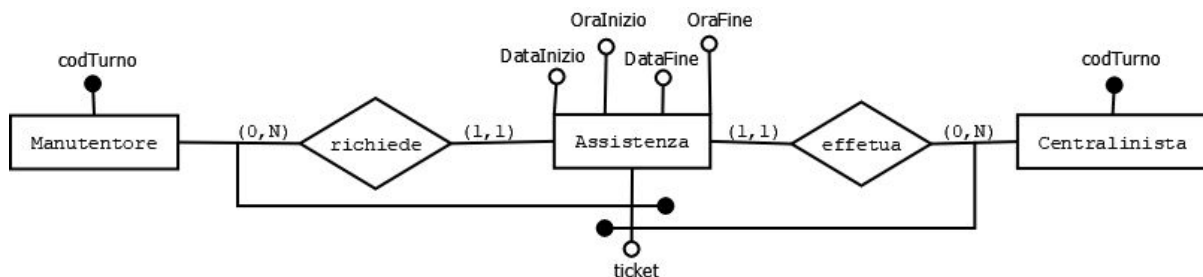 OraInizio
OraFine
codTurno
DataInizio
DataFine
codTurno
Manutentore
(0,N)
richiede
(1,1)
Assistenza
(1,1)
effetua
(0,N)
Centralinista
ticket